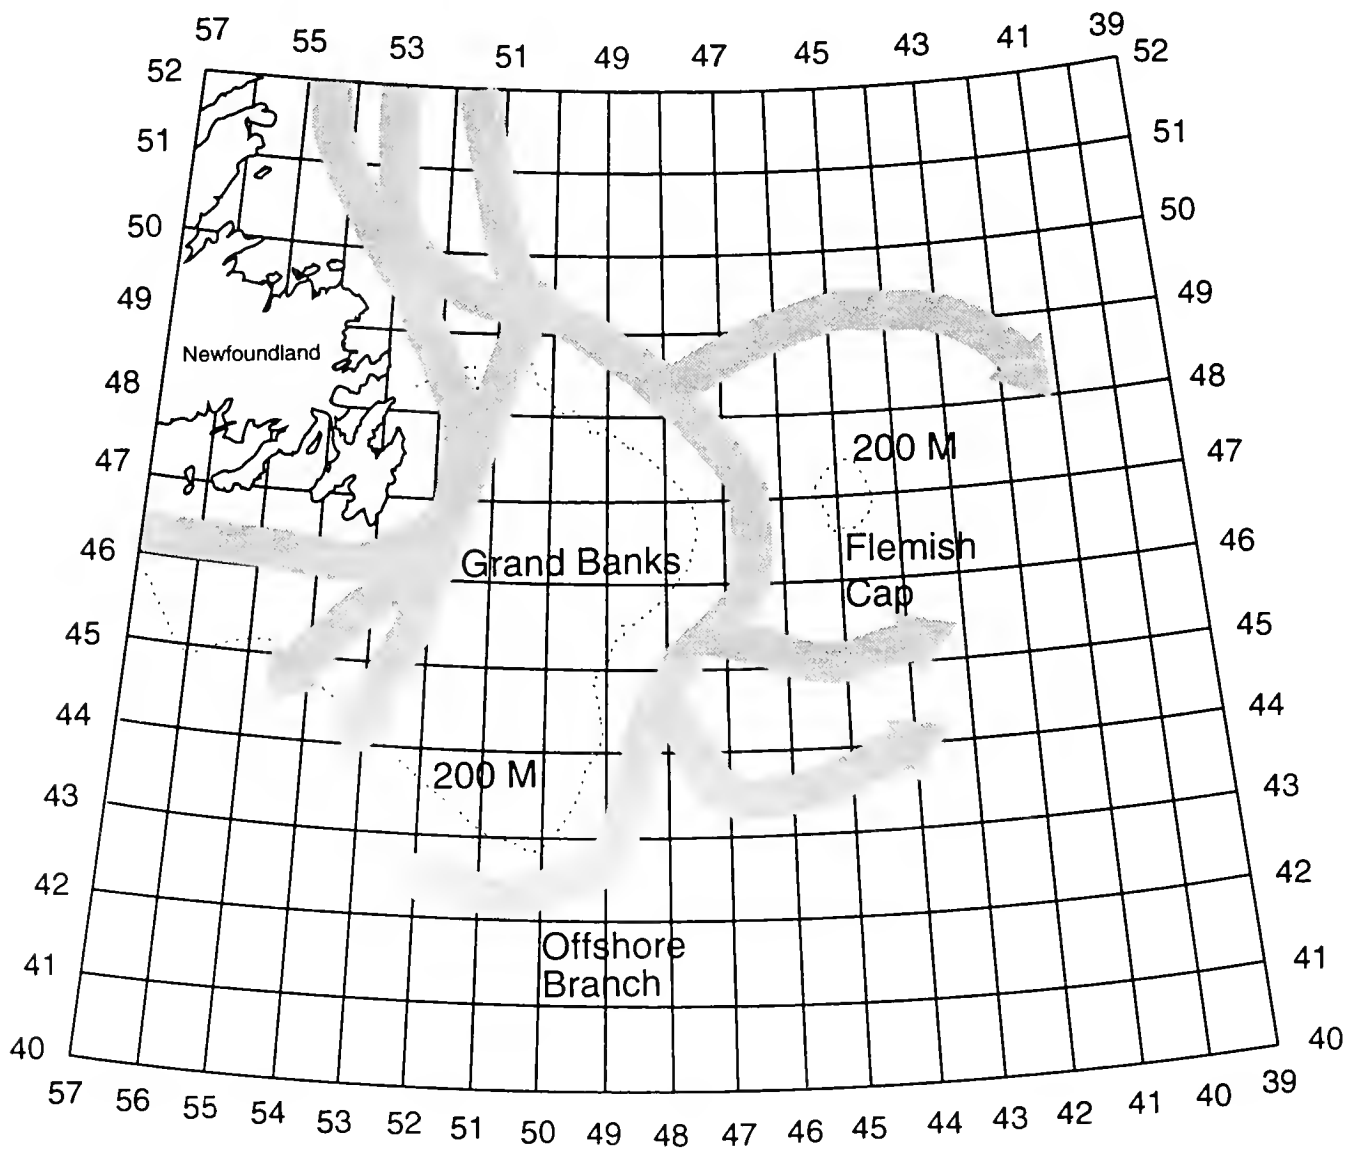 57 55 53 51 49 47 45 43 41 39
52 52
51 51
50 50
49 49
Newfoundland
48 48
200 M
47 47
46 46
Grand Banks
Flemish
Cap
45 45
44 44
200 M
43 43
42 42
Offshore
Branch
41 41
40 40
57 56 55 54 53 52 51 50 49 48 47 46 45 44 43 42 41 40 39